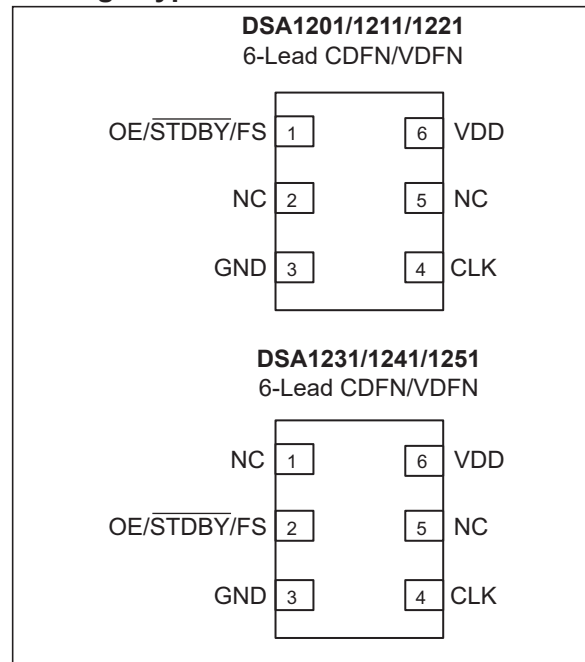 DSA1201/1211/1221
6-Lead CDFN/VDFN
OE/STDBY/FS 1 6 VDD
NC 2 5 NC
GND 3 4 CLK
DSA1231/1241/1251
6-Lead CDFN/VDFN
NC 1 6 VDD
OE/STDBY/FS 2 5 NC
GND 3 4 CLK